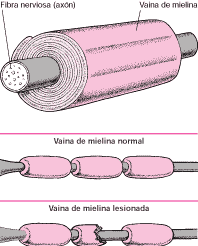 Fibra nerviosa (axón)
Vaina de mielina
Vaina de mielina normal
Vaina de mielina lesionada